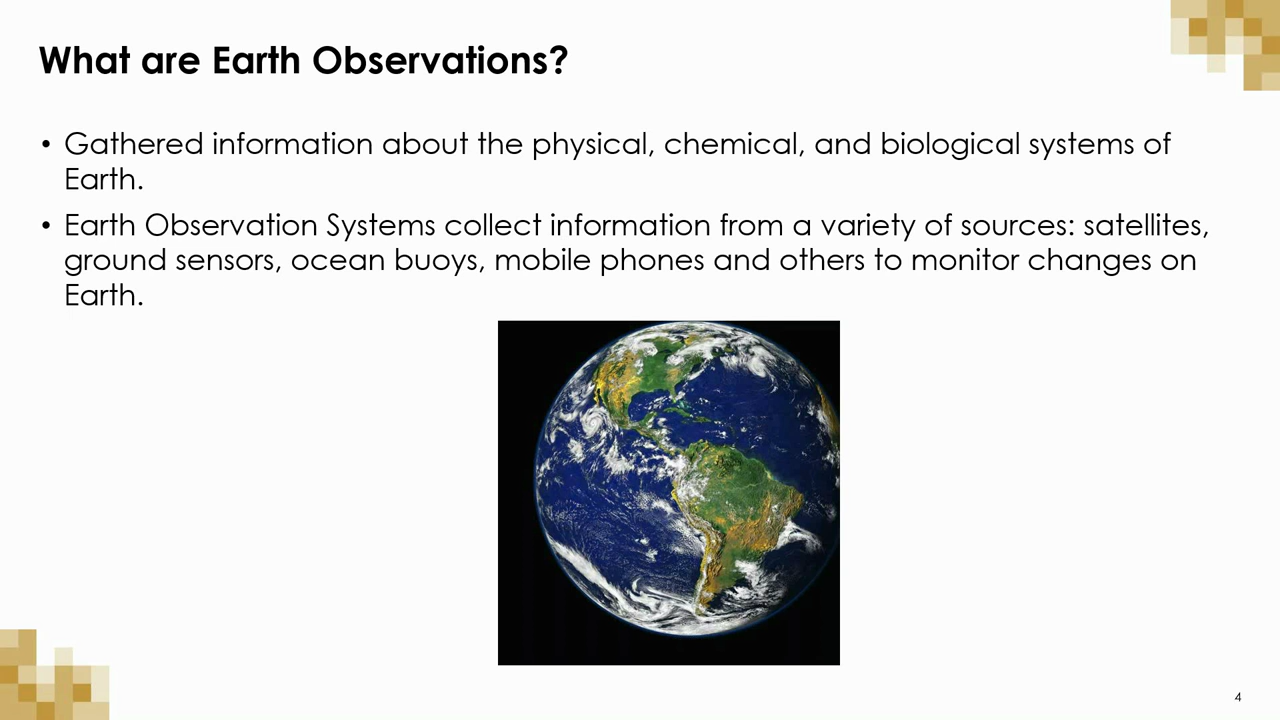 What are Earth Observations?
• Gathered information about the physical, chemical, and biological systems of
Earth.
• Earth Observation Systems collect information from a variety of sources: satellites,
ground sensors, ocean buoys, mobile phones and others to monitor changes on
Earth.
4